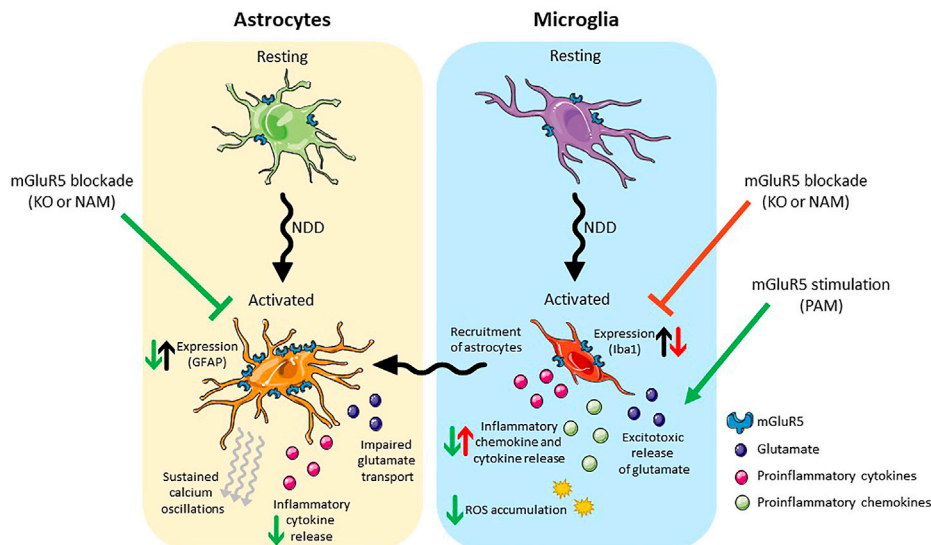 Astrocytes
Resting
mGluR5 blockade
(KO or NAM)
NDD
Activated
Expression
(GFAP)
Sustained
calcium
oscillations
Inflammatory
cytokine
release
Impaired
glutamate
transport
Microglia
Resting
NDD
Activated
Recruitment
of astrocytes
Expression
(Iba1)
Inflammatory
chemokine and
cytokine release
Excitotoxic
release
of glutamate
ROS accumulation
mGluR5 blockade
(KO or NAM)
mGluR5 stimulation
(PAM)
mGluR5
Glutamate
Proinflammatory cytokines
Proinflammatory chemokines